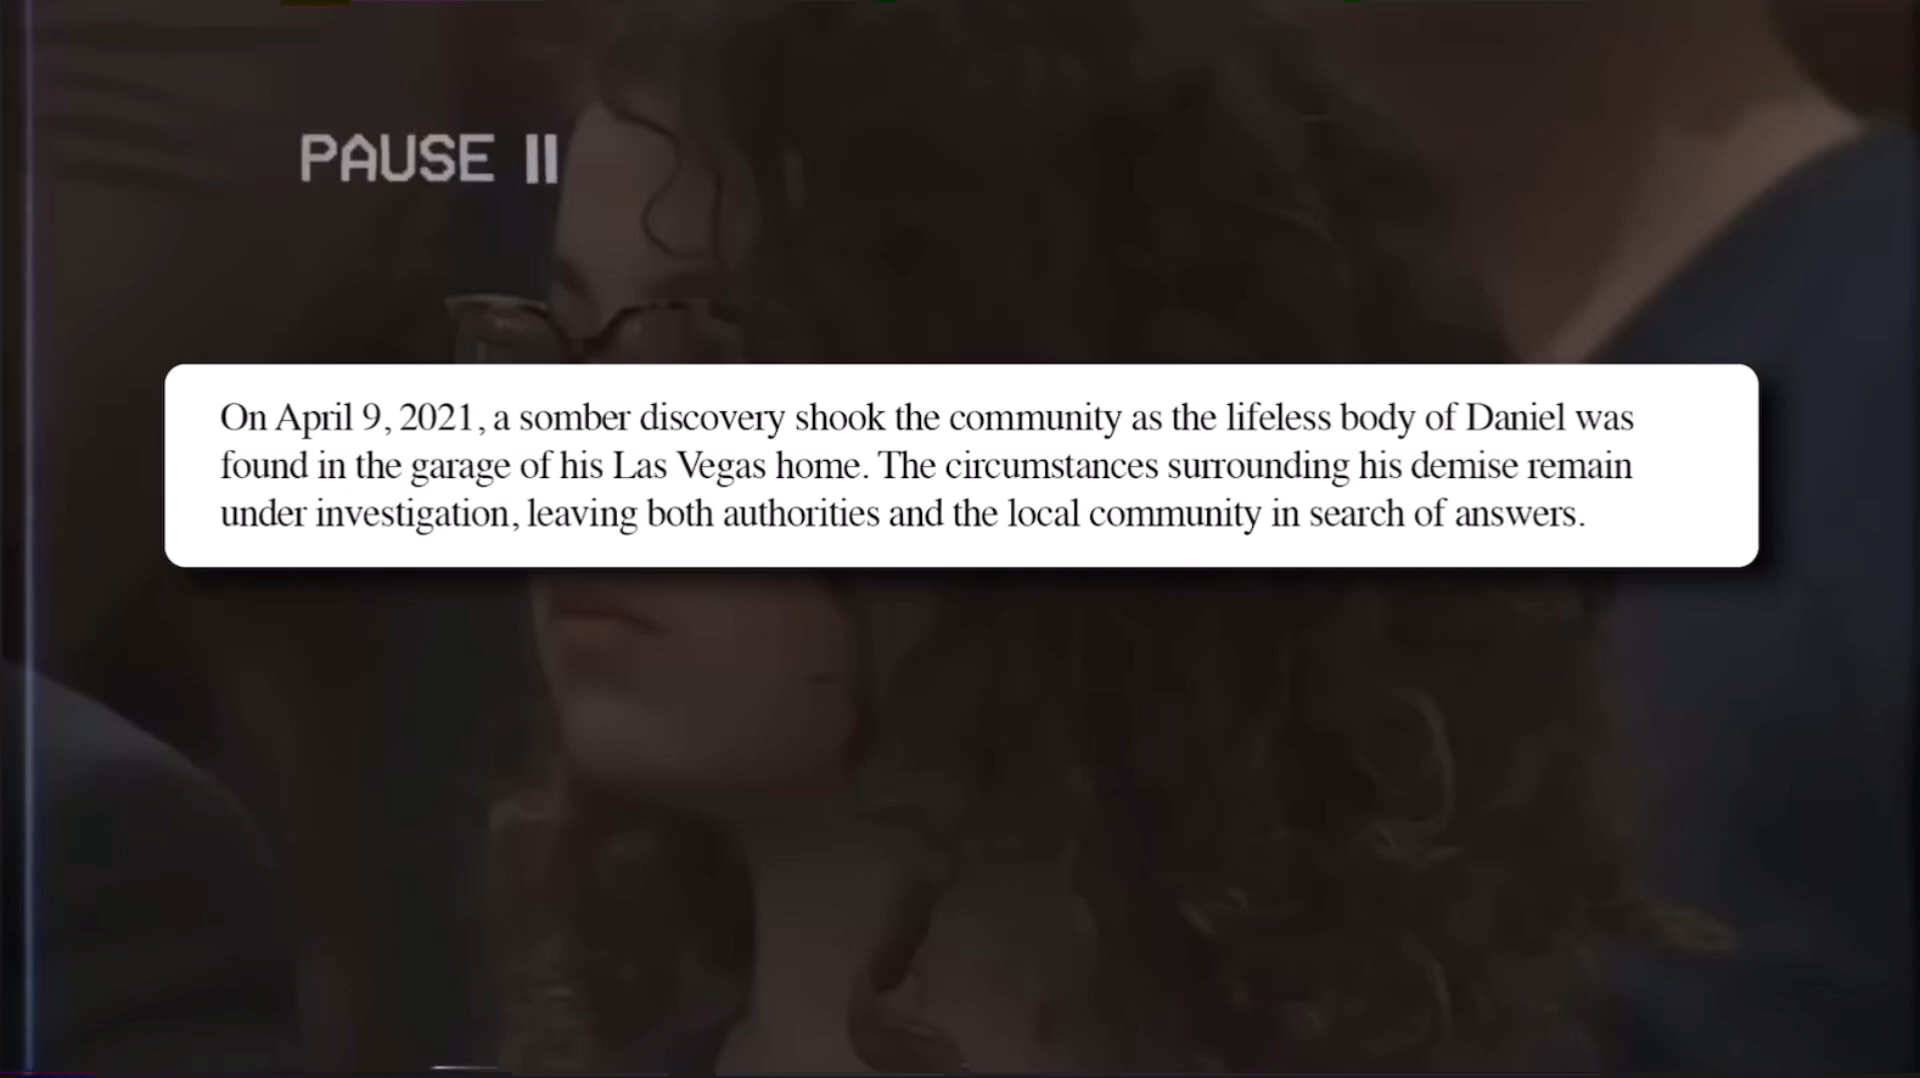 PAUSE II
On April 9, 2021, a somber discovery shook the community as the lifeless body of Daniel was
found in the garage of his Las Vegas home. The circumstances surrounding his demise remain
under investigation, leaving both authorities and the local community in search of answers.